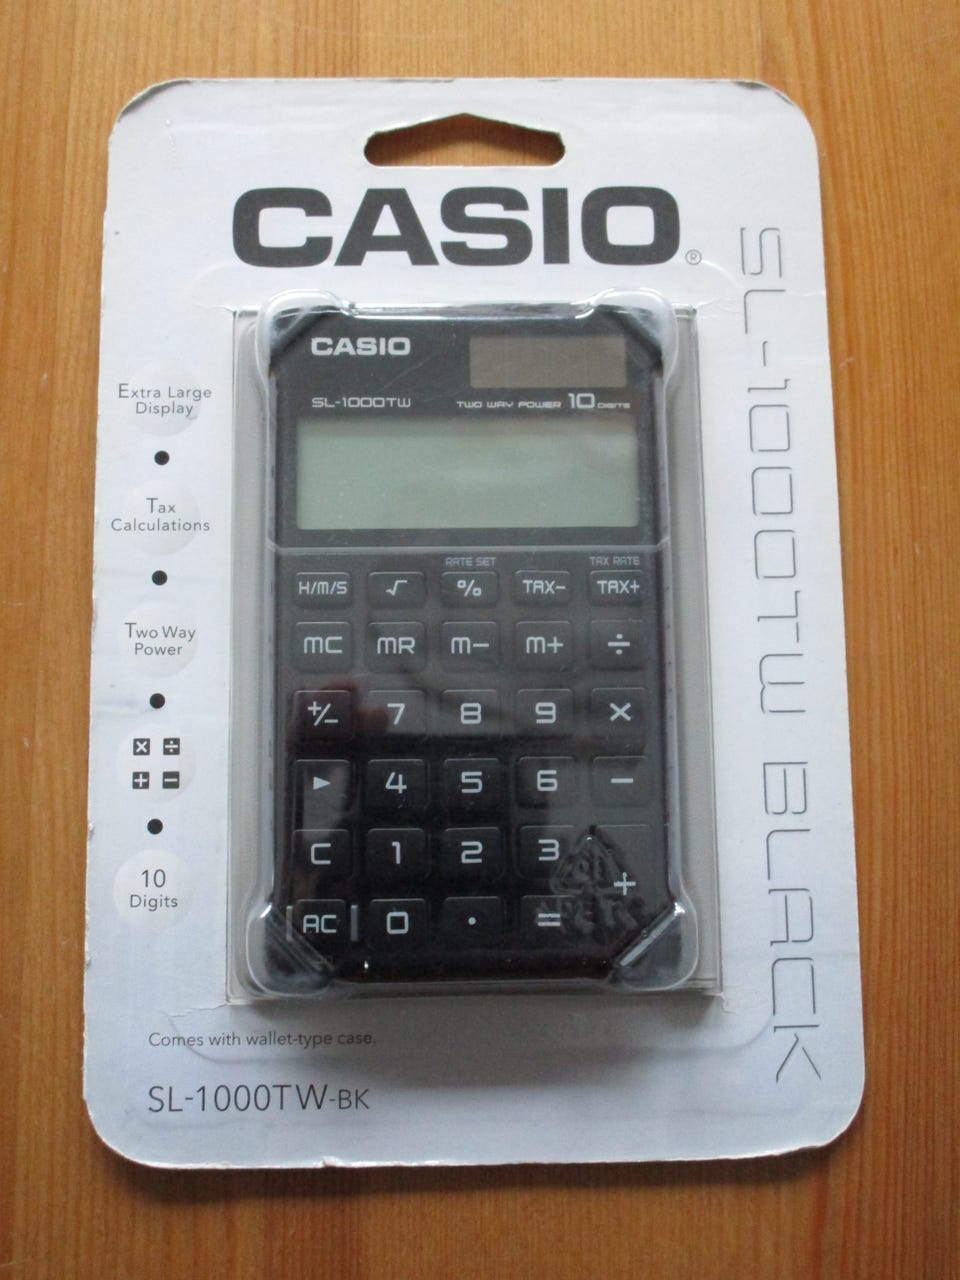 CASIO®
SL-1000TW BLACK
Extra Large
Display
Tax
Calculations
Two Way
Power
× ÷
+ −
10
Digits
CASIO
SL-1000TW TWO WAY POWER 10 DIGITS
RATE SET TAX RATE
H/M/S √ % TAX− TAX+
MC MR M− M+ ÷
+/− 7 8 9 ×
▶ 4 5 6 −
C 1 2 3
+
AC 0 . =
PETG
Comes with wallet-type case.
SL-1000TW-BK